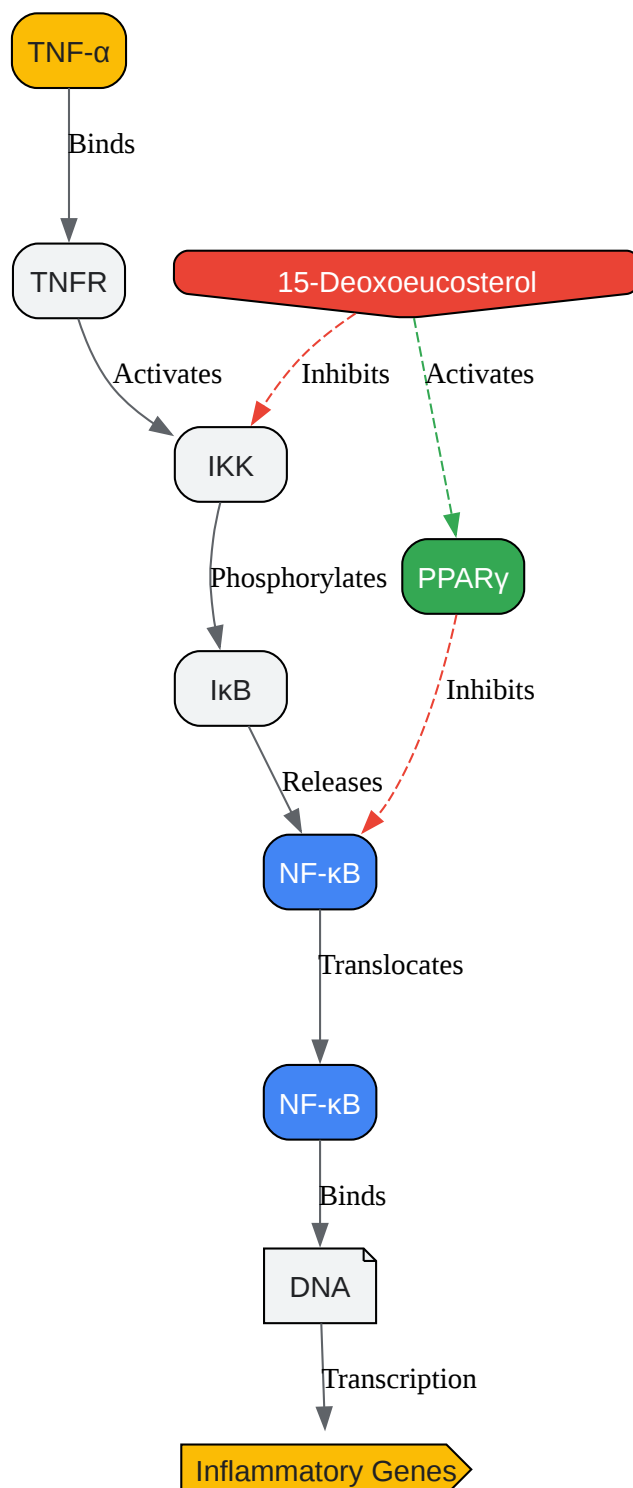 TNF-α
Binds
TNFR
15-Deoxoeucosterol
Activates
Inhibits
Activates
IKK
Phosphorylates
PPARγ
IκB
Inhibits
Releases
NF-κB
Translocates
NF-κB
Binds
DNA
Transcription
Inflammatory Genes